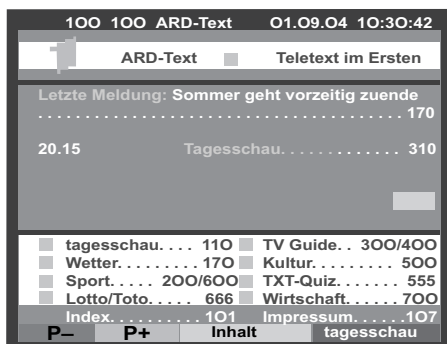 100 100 ARD-Text 01.09.04 10:30:42
ARD-Text Teletext im Ersten
Letzte Meldung: Sommer geht vorzeitig zuende
. . . . . . . . . . . . . . . . . . . . . . . . . . . . . . . . . . . . . . . . 170
20.15 Tagesschau. . . . . . . . . . . . . 310
tagesschau. . . . 110 TV Guide. . 300/400
Wetter. . . . . . . . . 170 Kultur. . . . . . . . . 500
Sport. . . . . 200/600 TXT-Quiz. . . . . . 555
Lotto/Toto. . . . 666 Wirtschaft. . . . . . 700
Index. . . . . . . . . . 101 Impressum. . . . . . 107
P– P+ Inhalt tagesschau